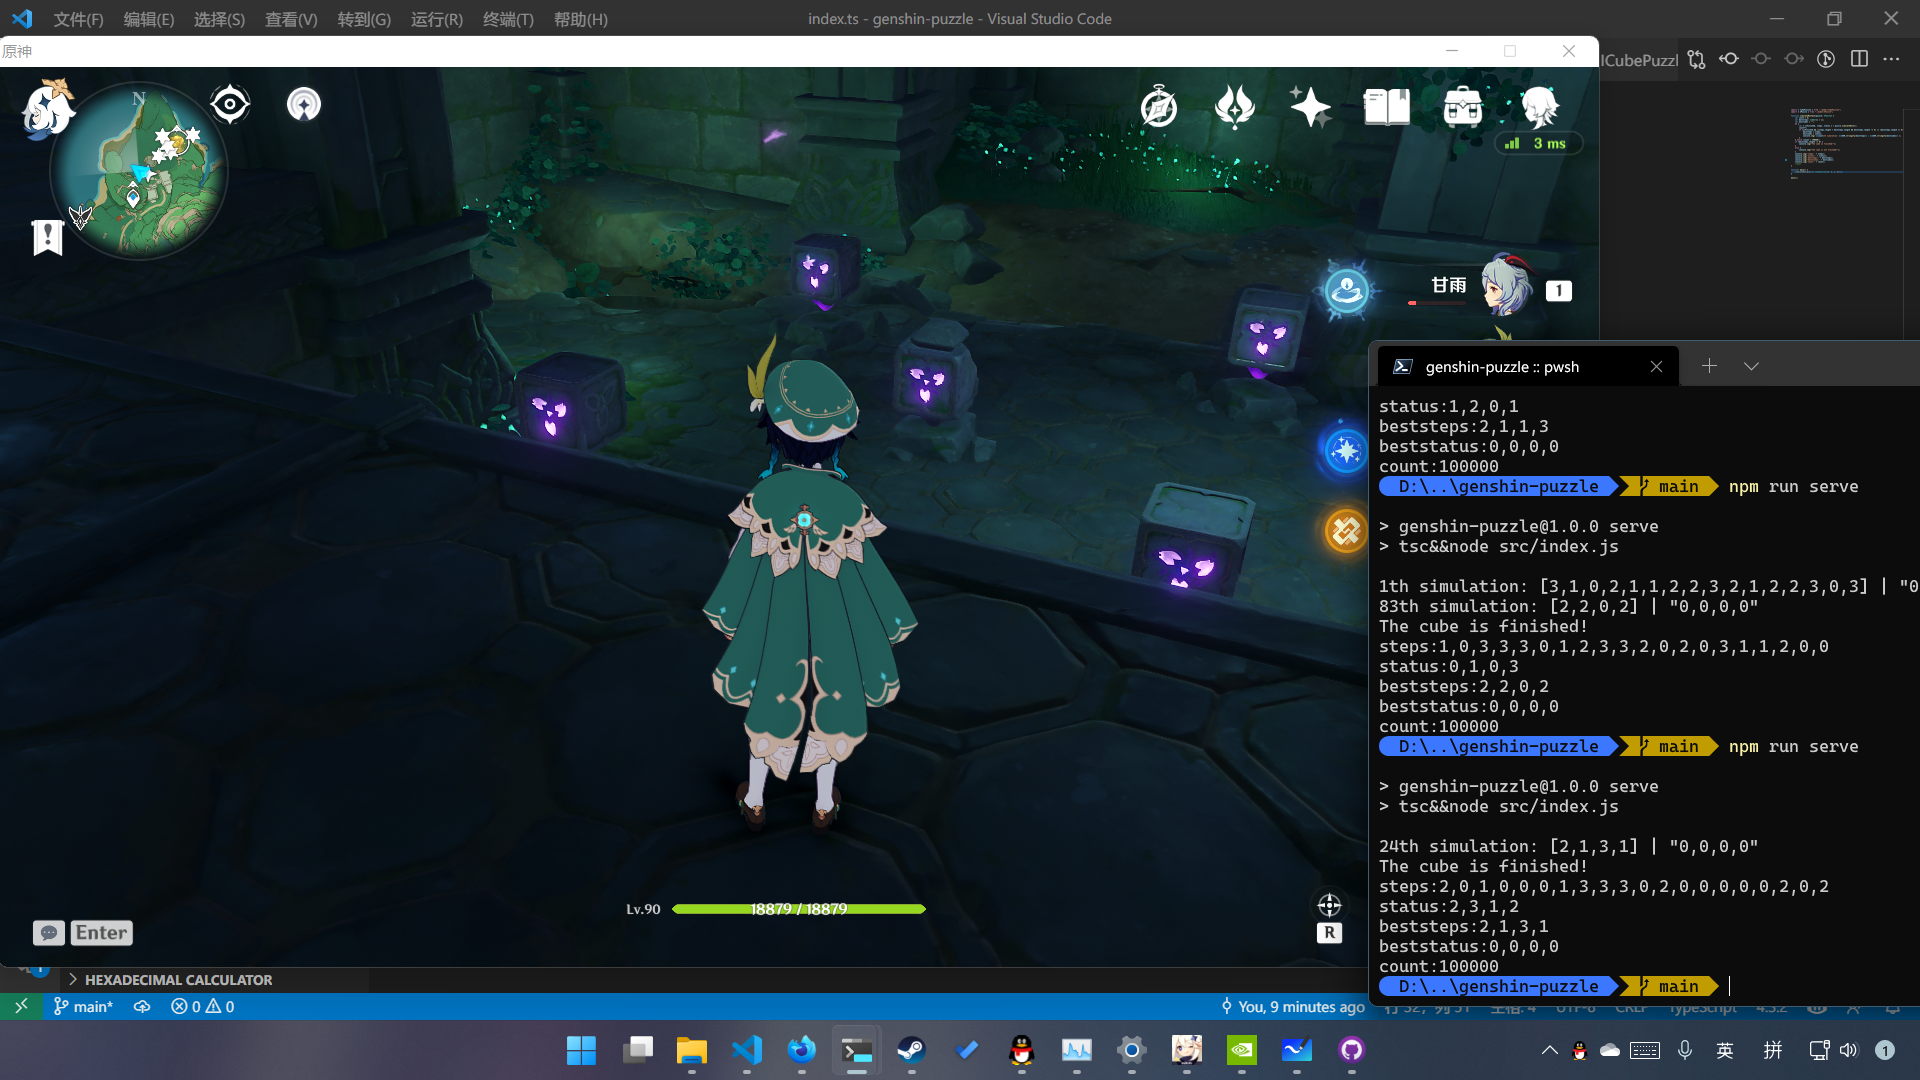 文件(F) 编辑(E) 选择(S) 查看(V) 转到(G) 运行(R) 终端(T) 帮助(H) index.ts - genshin-puzzle - Visual Studio Code
原神
ICubePuzzl
N
3 ms
甘雨 1
genshin-puzzle :: pwsh
status:1,2,0,1
beststeps:2,1,1,3
beststatus:0,0,0,0
count:100000
D:\..\genshin-puzzle main npm run serve
> genshin-puzzle@1.0.0 serve
> tsc&&node src/index.js
1th simulation: [3,1,0,2,1,1,2,2,3,2,1,2,2,3,0,3] | "0
83th simulation: [2,2,0,2] | "0,0,0,0"
The cube is finished!
steps:1,0,3,3,3,0,1,2,3,3,2,0,2,0,3,1,1,2,0,0
status:0,1,0,3
beststeps:2,2,0,2
beststatus:0,0,0,0
count:100000
D:\..\genshin-puzzle main npm run serve
> genshin-puzzle@1.0.0 serve
> tsc&&node src/index.js
24th simulation: [2,1,3,1] | "0,0,0,0"
The cube is finished!
steps:2,0,1,0,0,0,1,3,3,3,0,2,0,0,0,0,0,2,0,2
status:2,3,1,2
beststeps:2,1,3,1
beststatus:0,0,0,0
count:100000
D:\..\genshin-puzzle main
Lv.90 18879 / 18879
R
Enter
HEXADECIMAL CALCULATOR
main* 0 0 You, 9 minutes ago
英 拼 1